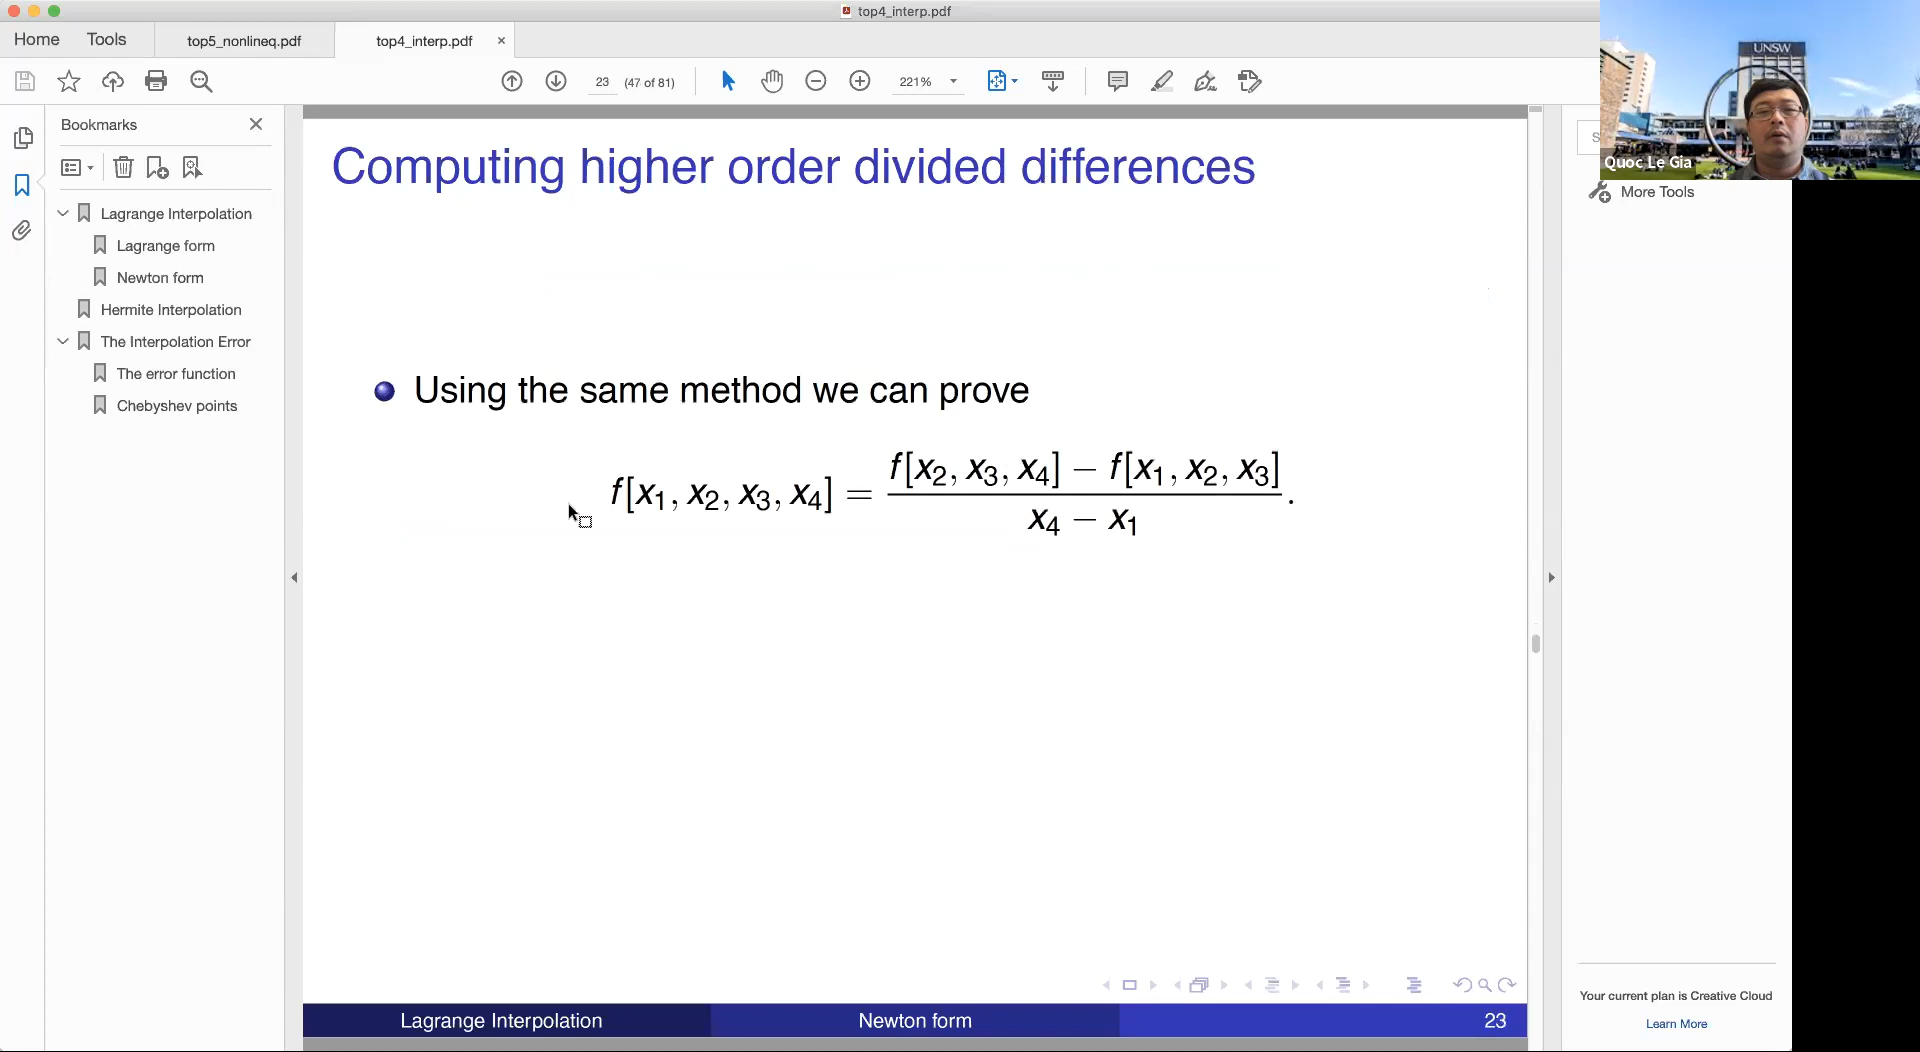 top4_interp.pdf
Home Tools top5_nonlineq.pdf top4_interp.pdf ×
23 (47 of 81) 221%
UNSW
Quoc Le Gia
Bookmarks
S
More Tools
Lagrange Interpolation
Lagrange form
Newton form
Hermite Interpolation
The Interpolation Error
The error function
Chebyshev points
Computing higher order divided differences
Using the same method we can prove
f[x₁, x₂, x₃, x₄] = (f[x₂, x₃, x₄] − f[x₁, x₂, x₃]) / (x₄ − x₁).
Your current plan is Creative Cloud
Learn More
Lagrange Interpolation Newton form 23